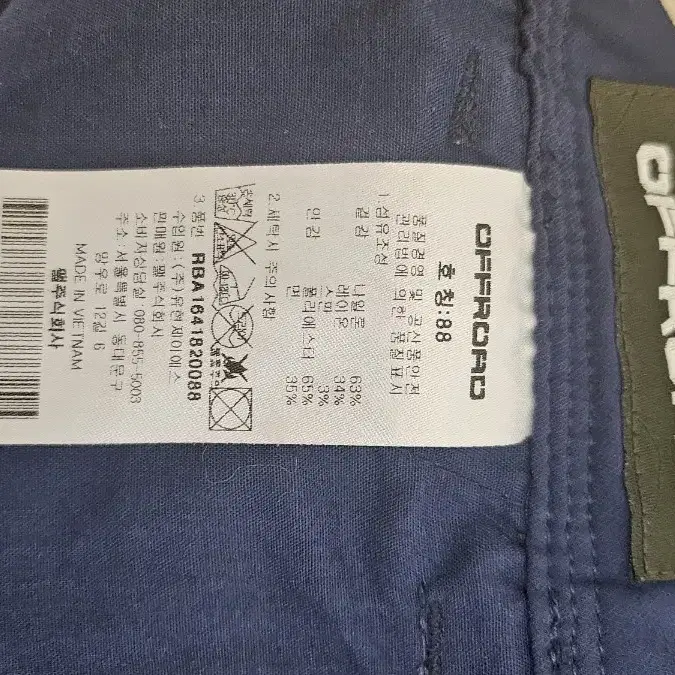 OFFROAD
호 칭:88
품질경영 및 공산품안전
관리법에 의한 품질표시
1.섬유조성
겉감 나일론 63%
레이온 34%
스판 3%
안감 폴리에스터 65%
면 35%
2.세탁시 주의사항
3.품번 RBA1641820088
수입원:(주)유현제이에스
판매원:펠주식회사
소비자상담실 080-855-5003
주소:서울특별시 동대문구
망우로 12길 6
MADE IN VIETNAM
펠주식회사
OFFROA